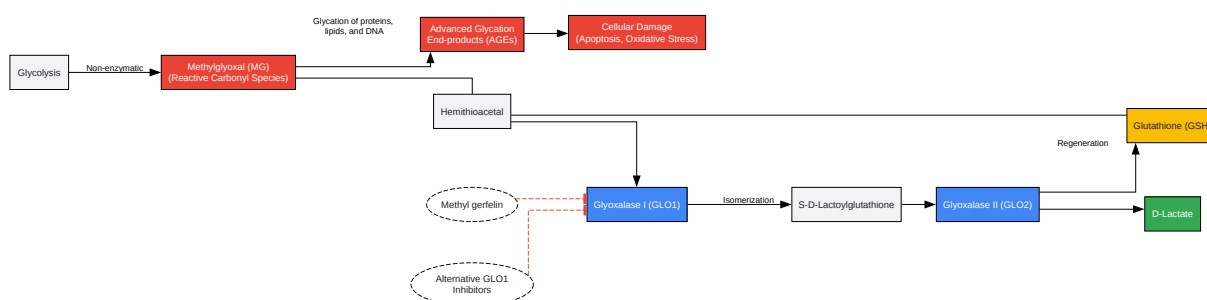 Glycolysis
Non-enzymatic
Methylglyoxal (MG)
(Reactive Carbonyl Species)
Glycation of proteins,
lipids, and DNA
Advanced Glycation
End-products (AGEs)
Cellular Damage
(Apoptosis, Oxidative Stress)
Hemithioacetal
Glutathione (GSH
Regeneration
Methyl gerfelin
Glyoxalase I (GLO1)
Isomerization
S-D-Lactoylglutathione
Glyoxalase II (GLO2)
D-Lactate
Alternative GLO1
Inhibitors